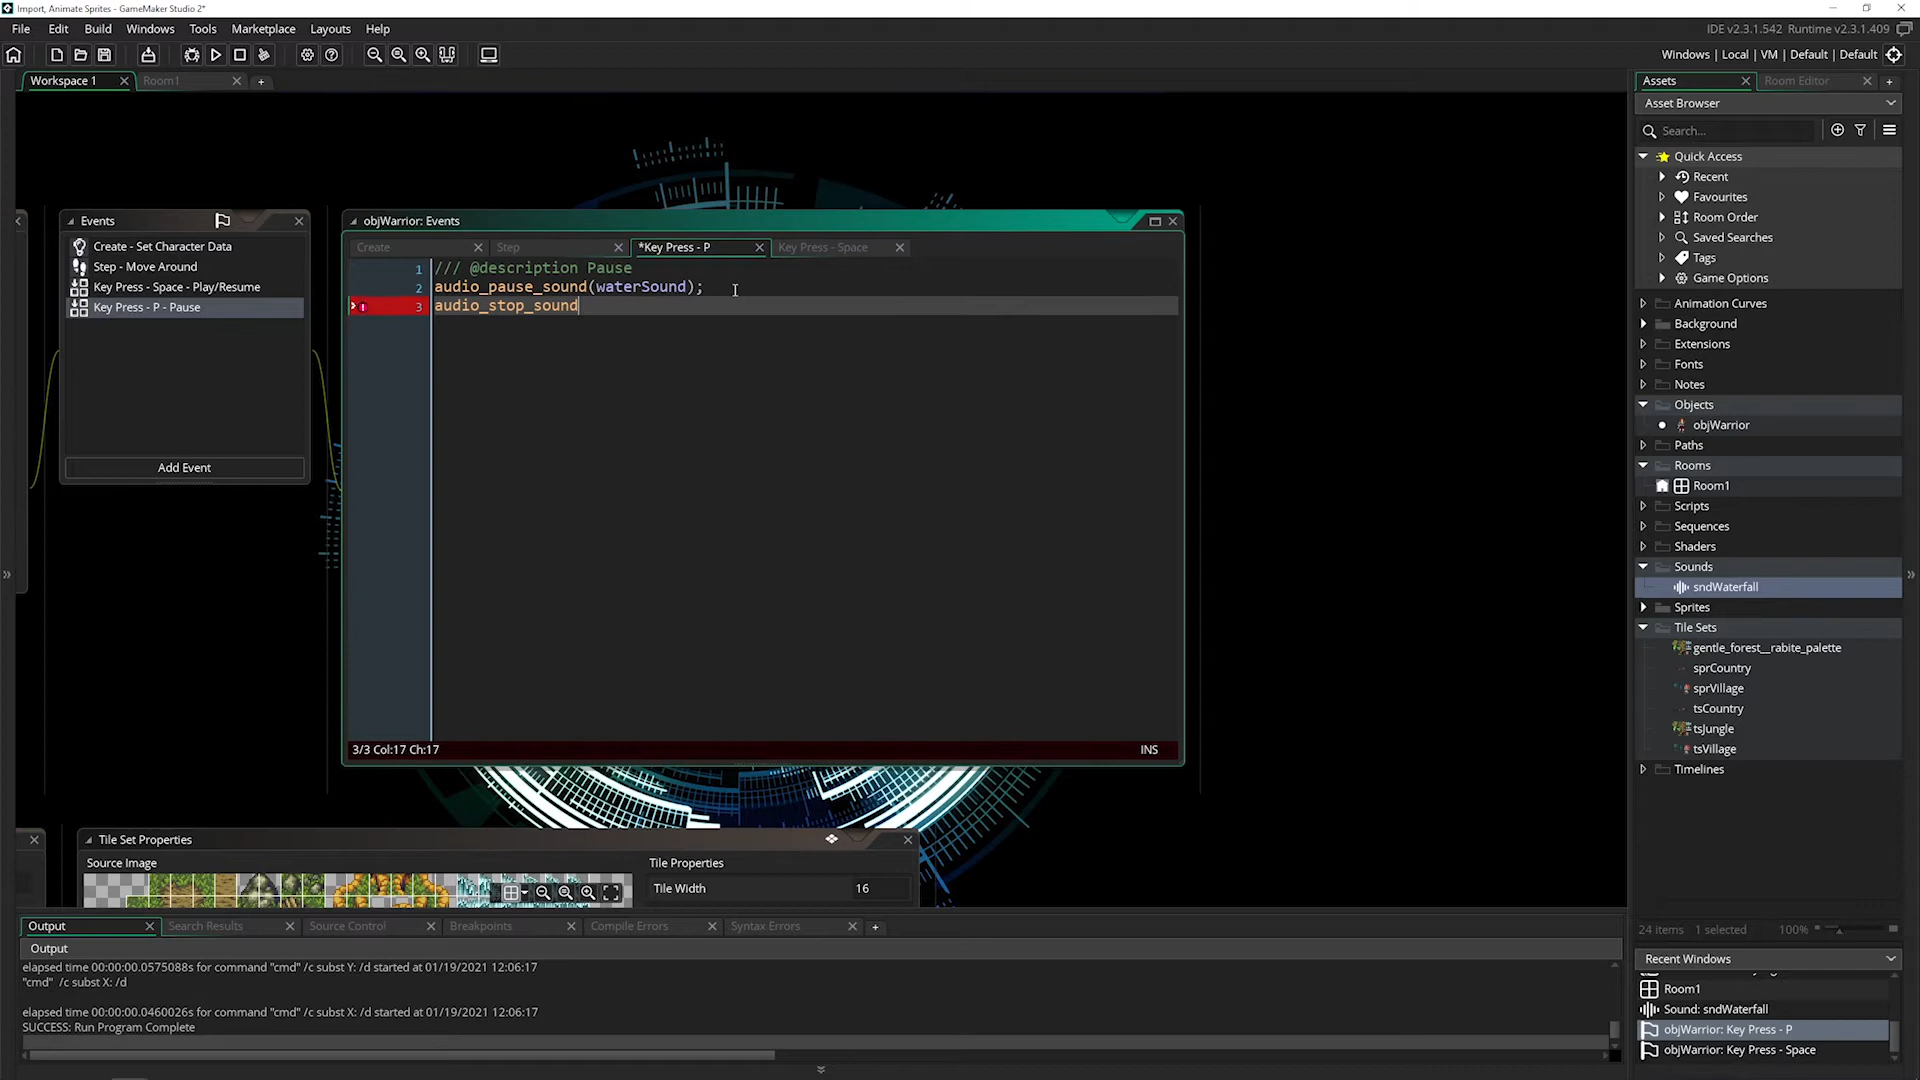 Import, Animate Sprites - GameMaker Studio 2*
File Edit Build Windows Tools Marketplace Layouts Help
IDE v2.3.1.542 Runtime v2.3.1.409
Windows | Local | VM | Default | Default
Workspace 1
Room1
Events
Create - Set Character Data
Step - Move Around
Key Press - Space - Play/Resume
Key Press - P - Pause
Add Event
objWarrior: Events
Create
Step
*Key Press - P
Key Press - Space
1 /// @description Pause
2 audio_pause_sound(waterSound);
3 audio_stop_sound
3/3 Col:17 Ch:17
INS
Tile Set Properties
Source Image
Tile Properties
Tile Width
16
Output
Search Results
Source Control
Breakpoints
Compile Errors
Syntax Errors
Output
elapsed time 00:00:00.0575088s for command "cmd" /c subst Y: /d started at 01/19/2021 12:06:17
"cmd" /c subst X: /d
elapsed time 00:00:00.0460026s for command "cmd" /c subst X: /d started at 01/19/2021 12:06:17
SUCCESS: Run Program Complete
Assets
Room Editor
Asset Browser
Search...
Quick Access
Recent
Favourites
Room Order
Saved Searches
Tags
Game Options
Animation Curves
Background
Extensions
Fonts
Notes
Objects
objWarrior
Paths
Rooms
Room1
Scripts
Sequences
Shaders
Sounds
sndWaterfall
Sprites
Tile Sets
gentle_forest__rabite_palette
sprCountry
sprVillage
tsCountry
tsJungle
tsVillage
Timelines
24 items 1 selected
100%
Recent Windows
Room1
Sound: sndWaterfall
objWarrior: Key Press - P
objWarrior: Key Press - Space